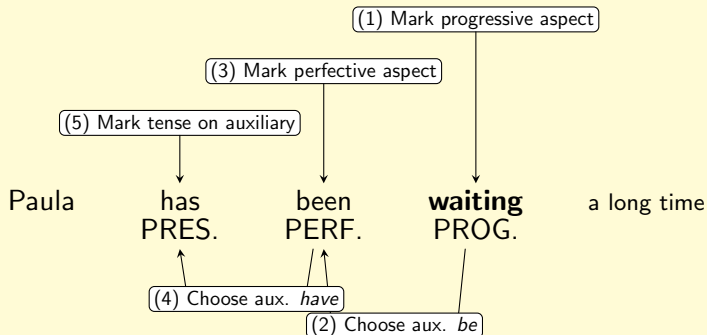 (1) Mark progressive aspect
(3) Mark perfective aspect
(5) Mark tense on auxiliary
Paula has been waiting a long time
PRES. PERF. PROG.
(4) Choose aux. have
(2) Choose aux. be